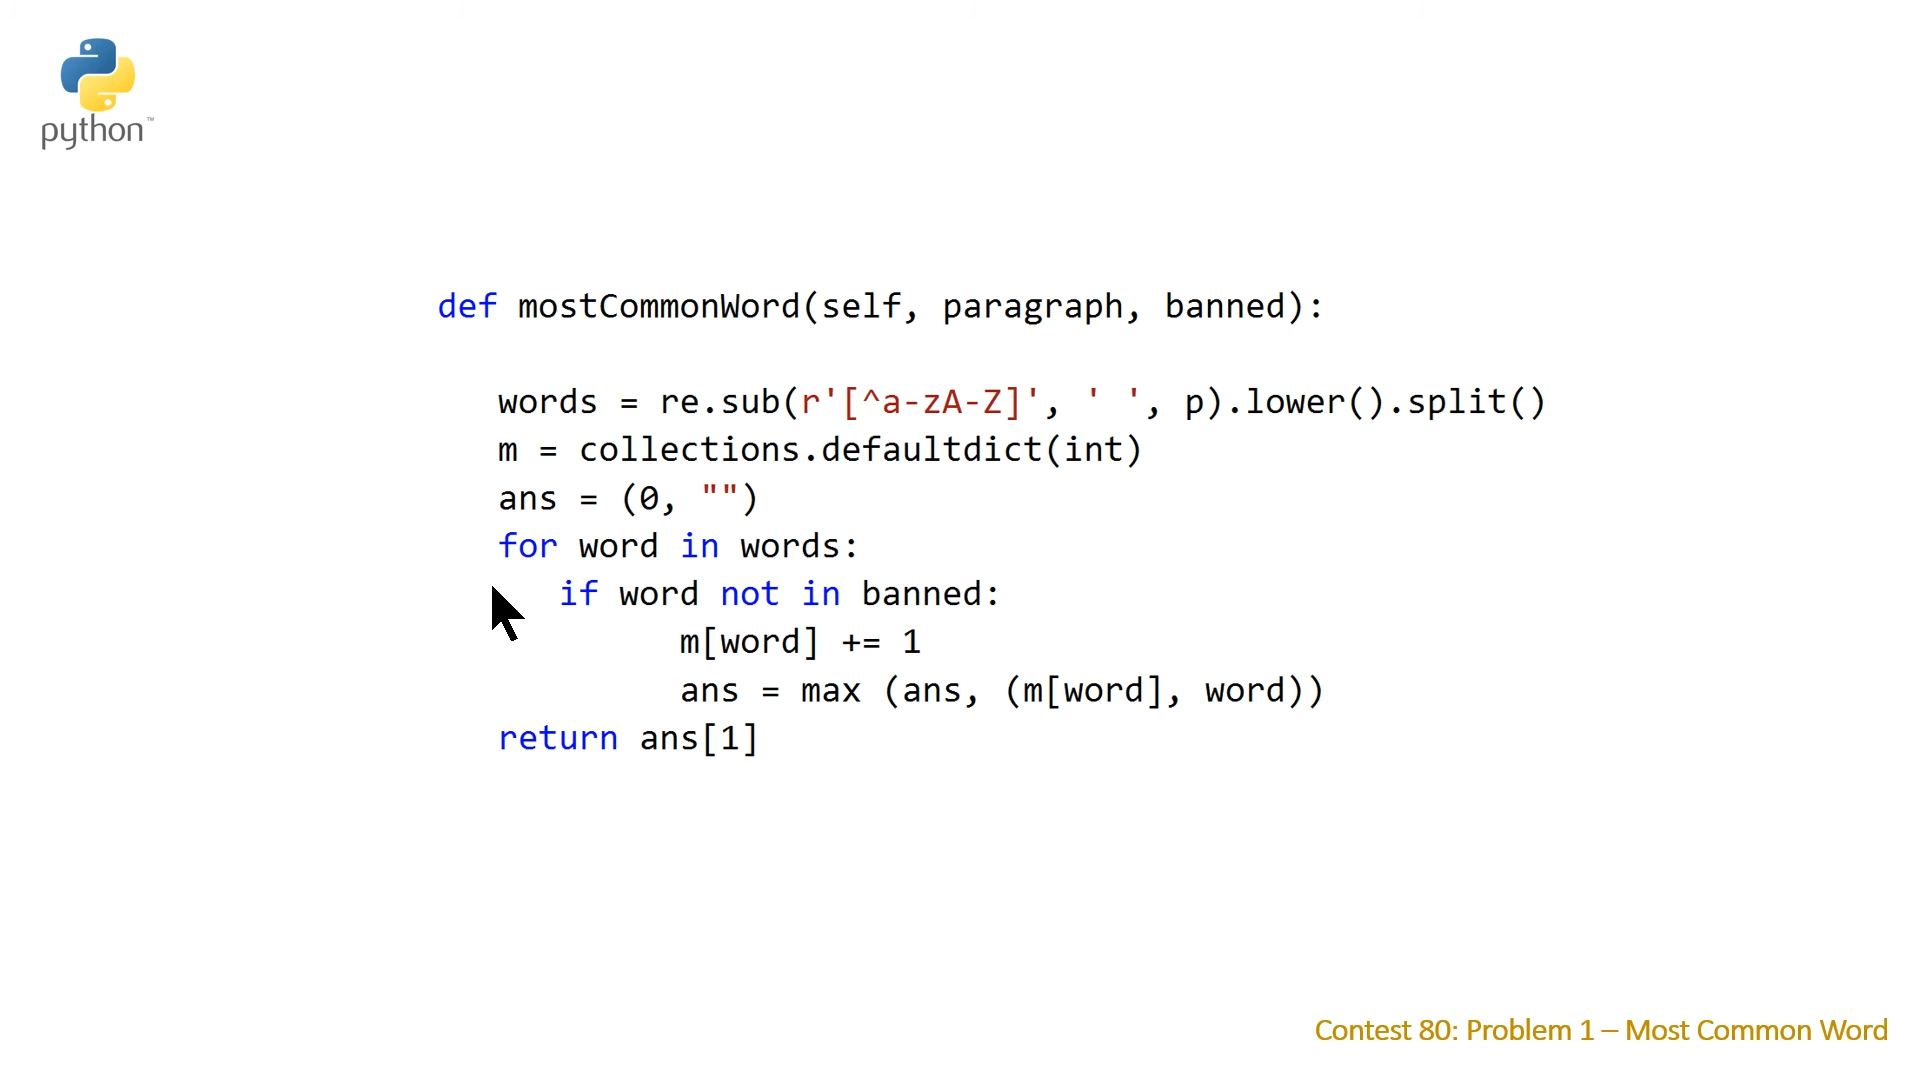 python™
def mostCommonWord(self, paragraph, banned):
words = re.sub(r'[^a-zA-Z]', ' ', p).lower().split()
m = collections.defaultdict(int)
ans = (0, "")
for word in words:
if word not in banned:
m[word] += 1
ans = max (ans, (m[word], word))
return ans[1]
Contest 80: Problem 1 – Most Common Word